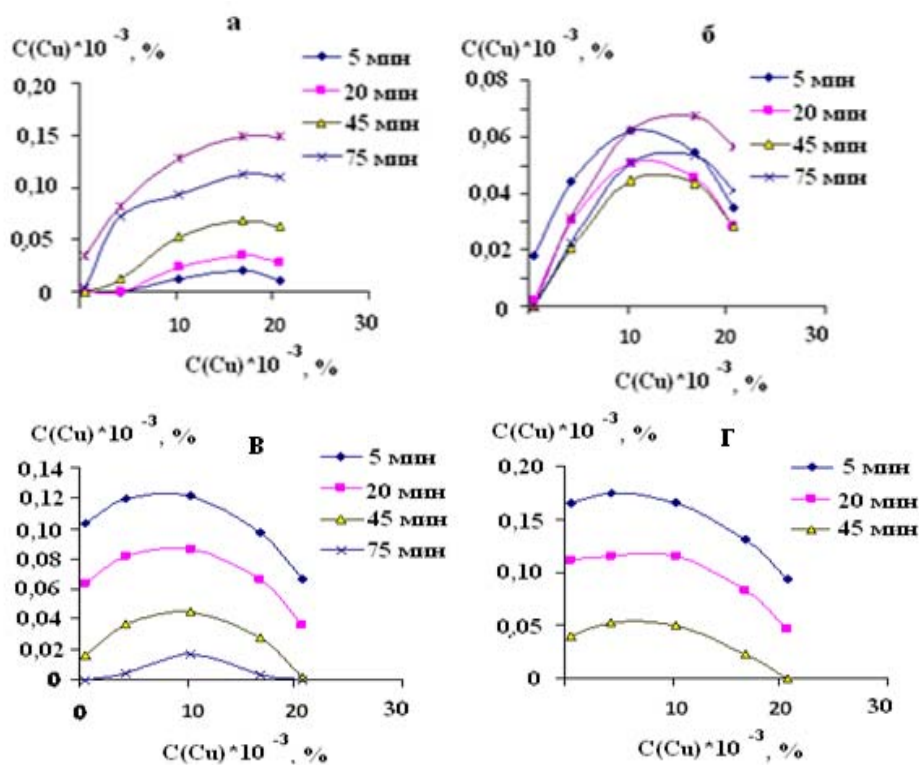 а
C(Cu)*10 -3 , %
5 мин
20 мин
45 мин
75 мин
0,20
0,15
0,10
0,05
0
10 20 30
C(Cu)*10 -3 , %
б
C(Cu)*10 -3 , %
5 мин
20 мин
45 мин
75 мин
0,08
0,06
0,04
0,02
0
0 10 20 30
C(Cu)*10 -3 , %
в
C(Cu)*10 -3 , %
5 мин
20 мин
45 мин
75 мин
0,14
0,12
0,10
0,08
0,06
0,04
0,02
0
0 10 20 30
C(Cu)*10 -3 , %
г
C(Cu)*10 -3 , %
5 мин
20 мин
45 мин
0,20
0,15
0,10
0,05
0
10 20 30
C(Cu)*10 -3 , %